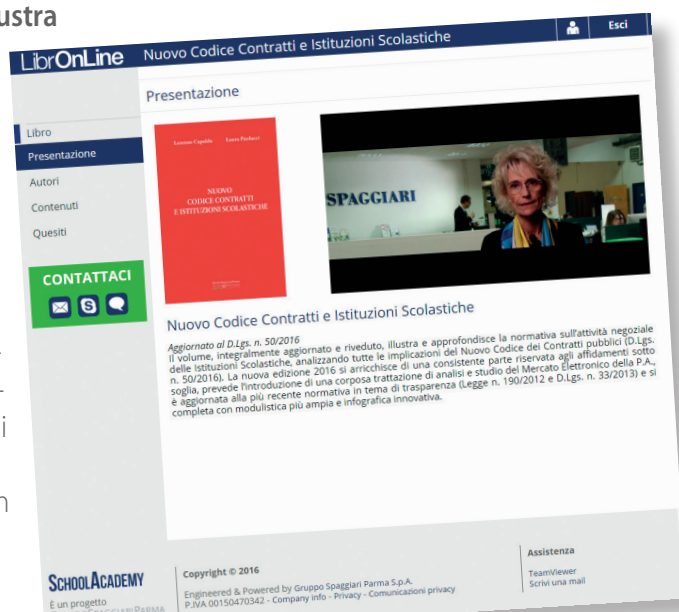 ustra
LibrOnLine
Nuovo Codice Contratti e Istituzioni Scolastiche
Esci
Presentazione
Libro
Presentazione
Autori
Contenuti
Quesiti
CONTATTACI
Lorenzo Capaldo Laura Paolucci
NUOVO
CODICE CONTRATTI
E ISTITUZIONI SCOLASTICHE
SPAGGIARI
Nuovo Codice Contratti e Istituzioni Scolastiche
Aggiornato al D.Lgs. n. 50/2016
Il volume, integralmente aggiornato e riveduto, illustra e approfondisce la normativa sull'attività negoziale
delle Istituzioni Scolastiche, analizzando tutte le implicazioni del Nuovo Codice dei Contratti pubblici (D.Lgs.
n. 50/2016). La nuova edizione 2016 si arricchisce di una consistente parte riservata agli affidamenti sotto
soglia, prevede l'introduzione di una corposa trattazione di analisi e studio del Mercato Elettronico della P.A.,
è aggiornata alla più recente normativa in tema di trasparenza (Legge n. 190/2012 e D.Lgs. n. 33/2013) e si
completa con modulistica più ampia e infografica innovativa.
-
-
i
n
SCHOOLACADEMY
È un progetto
GRUPPOSPAGGIARIPARMA
Copyright © 2016
Engineered & Powered by Gruppo Spaggiari Parma S.p.A.
P.IVA 00150470342 - Company info - Privacy - Comunicazioni privacy
Assistenza
TeamViewer
Scrivi una mail